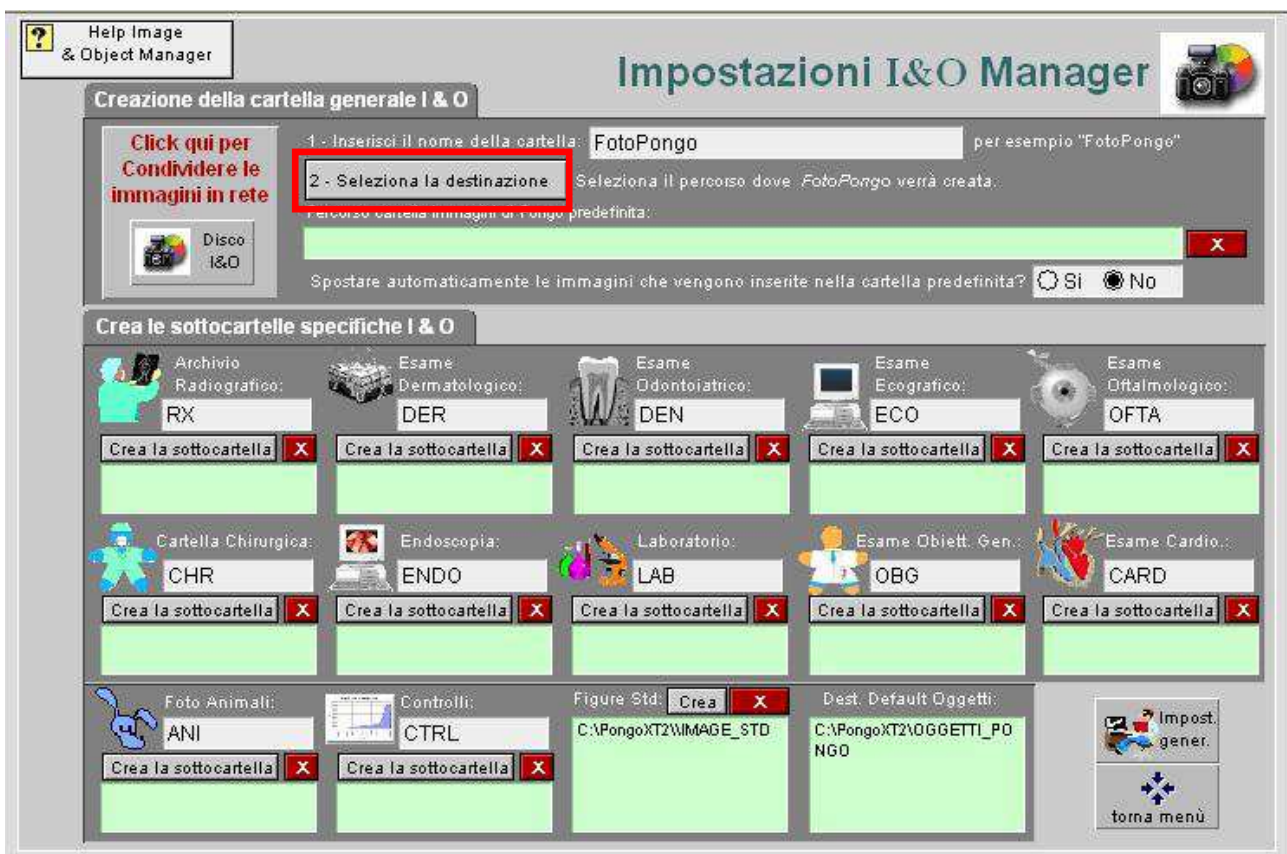 Help Image
& Object Manager
Impostazioni I&O Manager
Creazione della cartella generale I & O
Click qui per
Condividere le
immagini in rete
Disco
I&O
1 - Inserisci il nome della cartella: FotoPongo per esempio "FotoPongo"
2 - Seleziona la destinazione Seleziona il percorso dove FotoPongo verrà creata.
Percorso cartella immagini di Pongo predefinita:
X
Spostare automaticamente le immagini che vengono inserite nella cartella predefinita? Si No
Crea le sottocartelle specifiche I & O
Archivio
Radiografico:
RX
Crea la sottocartella X
Esame
Dermatologico:
DER
Crea la sottocartella X
Esame
Odontoiatrico:
DEN
Crea la sottocartella X
Esame
Ecografico:
ECO
Crea la sottocartella X
Esame
Oftalmologico:
OFTA
Crea la sottocartella X
Cartella Chirurgica:
CHR
Crea la sottocartella X
Endoscopia:
ENDO
Crea la sottocartella X
Laboratorio:
LAB
Crea la sottocartella X
Esame Obiett. Gen.:
OBG
Crea la sottocartella X
Esame Cardio.:
CARD
Crea la sottocartella X
Foto Animali:
ANI
Crea la sottocartella X
Controlli:
CTRL
Crea la sottocartella X
Figure Std: Crea X
C:\PongoXT2\\IMAGE_STD
Dest. Default Oggetti:
C:\PongoXT2\OGGETTI_PO
NGO
Impost.
gener.
torna menù